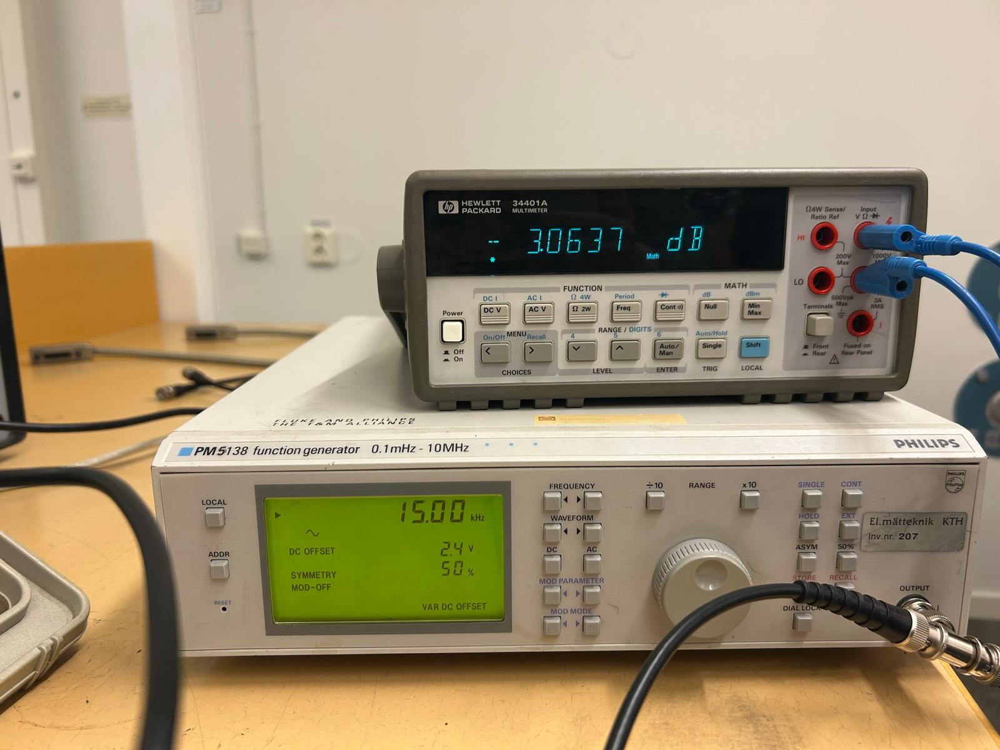 hp HEWLETT PACKARD 34401A MULTIMETER
-- 3.0637 dB
*
Math
Ω4W Sense/ Ratio Ref
Input V Ω
HI
200V Max
1000V
LO
500Vpk Max
3A RMS
Terminals
I
Front
Rear
Fused on Rear Panel
FUNCTION
MATH
DC I AC I Ω 4W Period dB dBm
DC V AC V Ω 2W Freq Cont Null Min Max
Power
Off
On
MENU
RANGE / DIGITS
On/Off Recall 4 5 6 Auto/Hold
< > Auto/ Man Single Shift
CHOICES LEVEL ENTER TRIG LOCAL
FLUKE AND PHILIPS
THE T&M ALLIANCE
PM5138 function generator 0.1mHz - 10MHz
PHILIPS
PHILIPS
LOCAL
ADDR
RESET
15.00 kHz
DC OFFSET 2.4 V
SYMMETRY 50 %
MOD-OFF
VAR DC OFFSET
FREQUENCY
WAVEFORM
DC AC
MOD PARAMETER
MOD MODE
÷10 RANGE x10
SINGLE CONT
HOLD EXT
ASYM 50%
STORE RECALL
DIAL LOCK
El.mätteknik KTH
Inv.nr. 207
OUTPUT